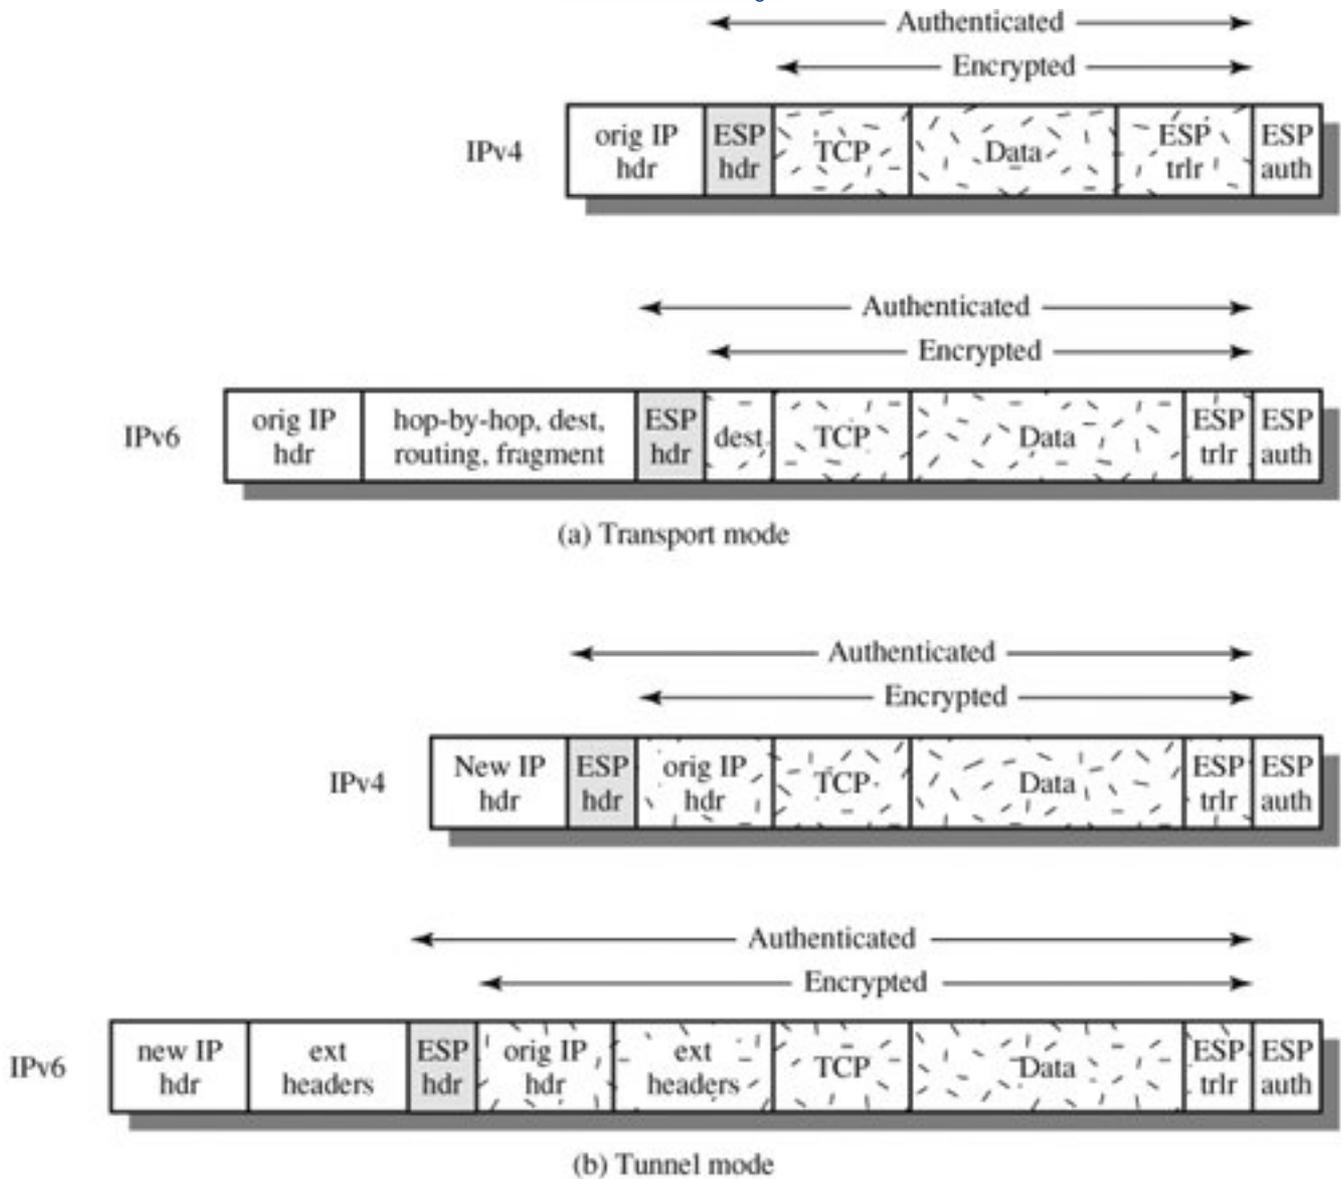 Authenticated
Encrypted
IPv4
orig IP
hdr
ESP
hdr
TCP
Data
ESP
trlr
ESP
auth
Authenticated
Encrypted
IPv6
orig IP
hdr
hop-by-hop, dest,
routing, fragment
ESP
hdr
dest
TCP
Data
ESP
trlr
ESP
auth
(a) Transport mode
Authenticated
Encrypted
IPv4
New IP
hdr
ESP
hdr
orig IP
hdr
TCP
Data
ESP
trlr
ESP
auth
Authenticated
Encrypted
IPv6
new IP
hdr
ext
headers
ESP
hdr
orig IP
hdr
ext
headers
TCP
Data
ESP
trlr
ESP
auth
(b) Tunnel mode